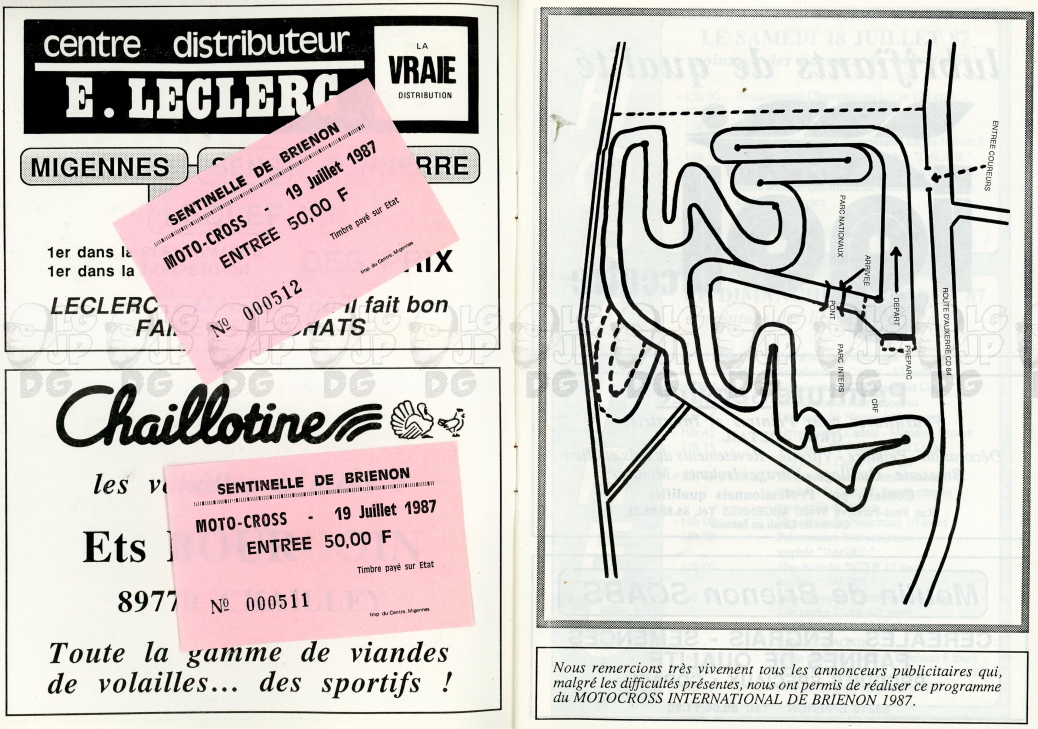 centre distributeur
E. LECLERC
LA
VRAIE
DISTRIBUTION
MIGENNES
RRE
SENTINELLE DE BRIENON
MOTO-CROSS - 19 Juillet 1987
ENTREE 50,00 F
Timbre payé sur Etat
Imp. du Centre, Migennes
Nº 000512
1er dans la
1er dans la
RIX
LECLERC il fait bon
FAI CHATS
Chaillotine
les
SENTINELLE DE BRIENON
MOTO-CROSS - 19 Juillet 1987
ENTREE 50,00 F
Timbre payé sur Etat
Nº 000511
Imp. du Centre, Migennes
Ets
8977
Toute la gamme de viandes
de volailles... des sportifs !
ENTREE COUREURS
PARC NATIONAUX
ARRIVEE
DEPART
ROUTE D'AUXERRE CD 84
PONT
PREPARC
PARC INTERS
CRF
Nous remercions très vivement tous les annonceurs publicitaires qui,
malgré les difficultés présentes, nous ont permis de réaliser ce programme
du MOTOCROSS INTERNATIONAL DE BRIENON 1987.
LG JP DG